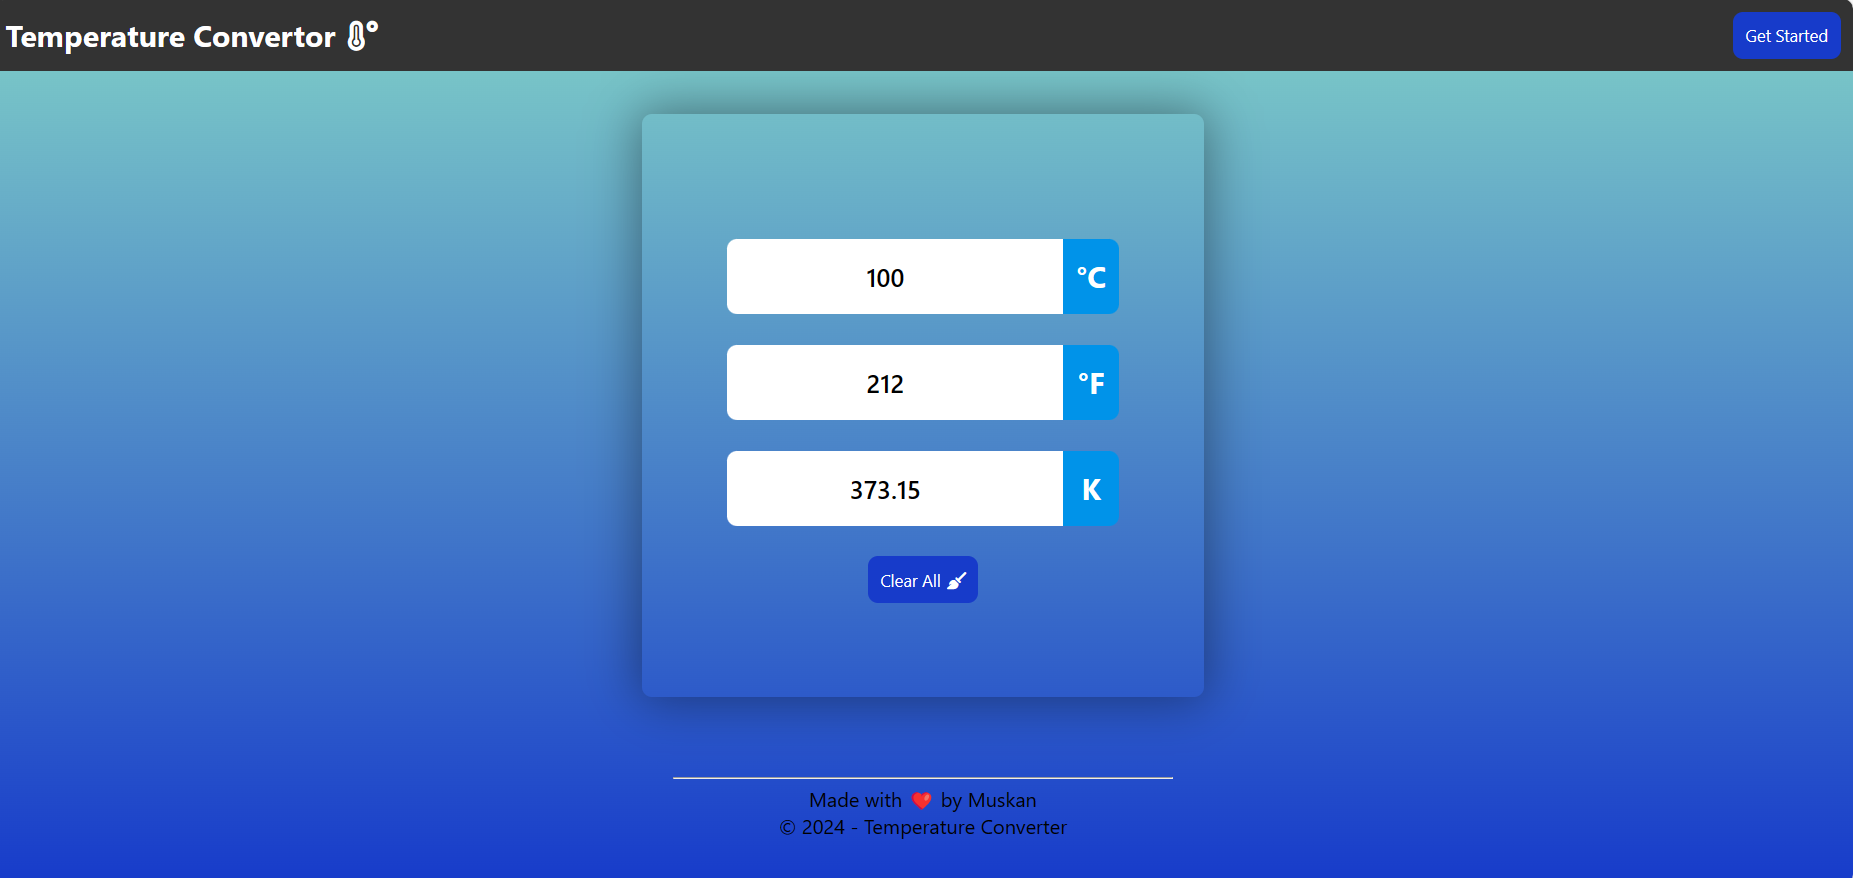 Temperature Convertor 🌡°
Get Started
100 °C
212 °F
373.15 K
Clear All
Made with ❤️ by Muskan
© 2024 - Temperature Converter